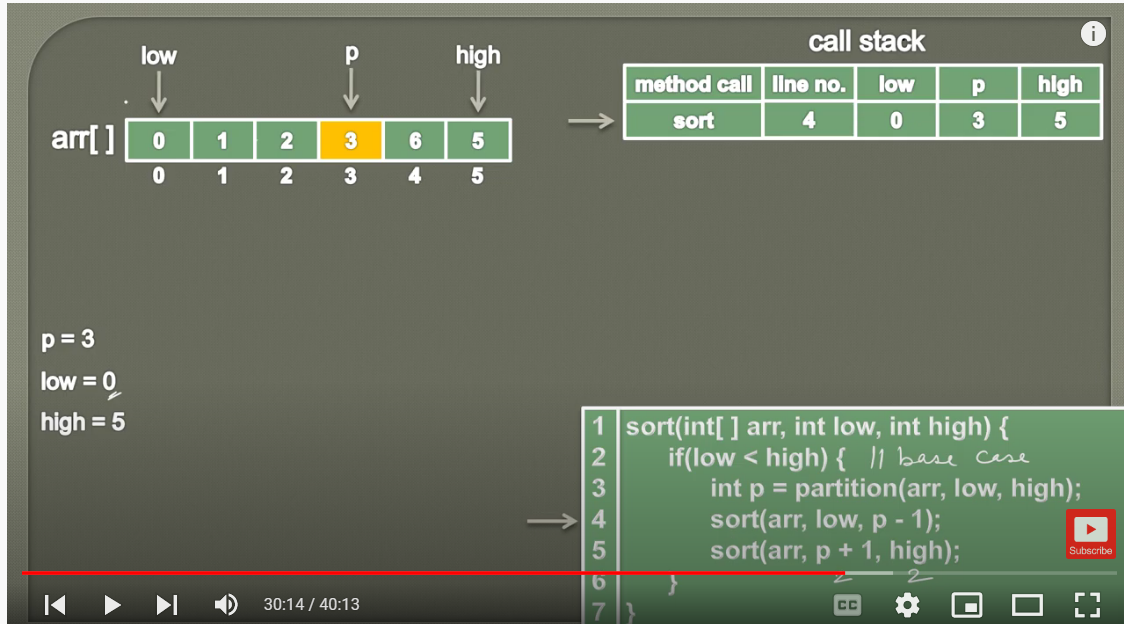 low p high
call stack
method call line no. low p high
sort 4 0 3 5
arr[ ] 0 1 2 3 6 5
0 1 2 3 4 5
p = 3
low = 0
high = 5
1 sort(int[ ] arr, int low, int high) {
2 if(low < high) { // base case
3 int p = partition(arr, low, high);
4 sort(arr, low, p - 1);
5 sort(arr, p + 1, high);
6 }
7 }
Subscribe
30:14 / 40:13
CC